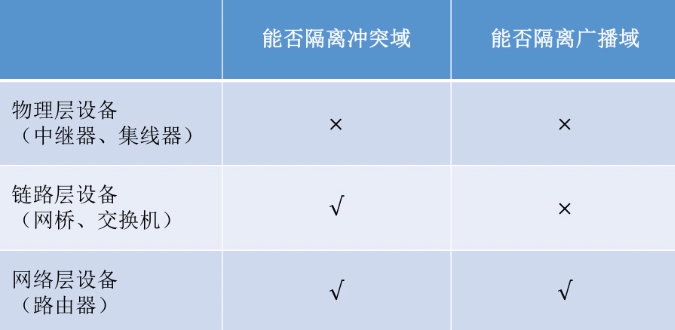 能否隔离冲突域 能否隔离广播域
物理层设备
（中继器、集线器） × ×
链路层设备
（网桥、交换机） √ ×
网络层设备
（路由器） √ √